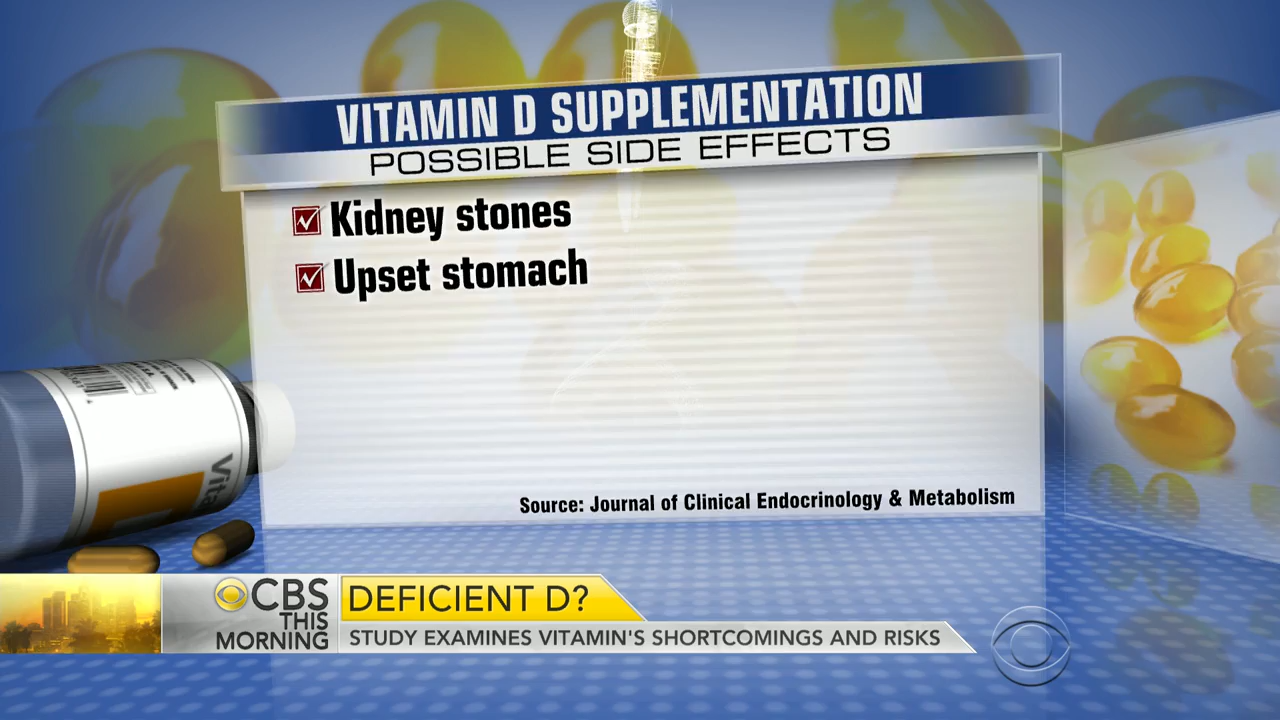 VITAMIN D SUPPLEMENTATION
POSSIBLE SIDE EFFECTS
Kidney stones
Upset stomach
Source: Journal of Clinical Endocrinology & Metabolism
Vita
CBS
THIS
MORNING
DEFICIENT D?
STUDY EXAMINES VITAMIN'S SHORTCOMINGS AND RISKS